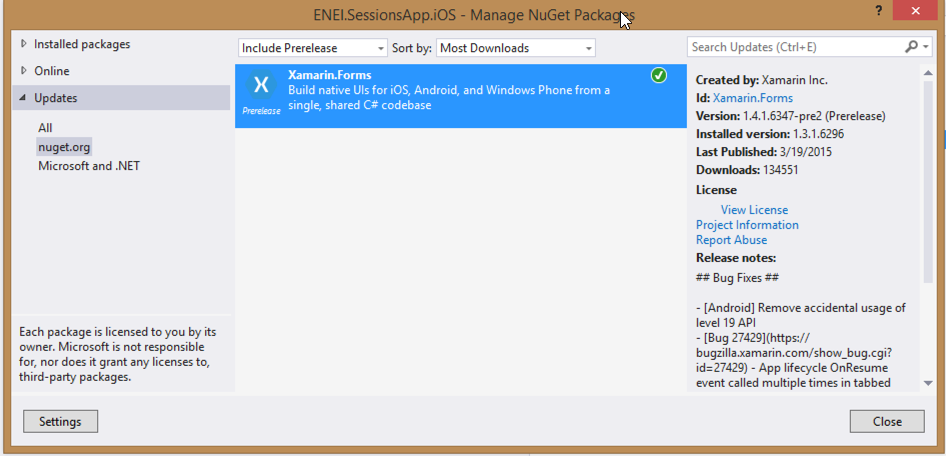 ENEI.SessionsApp.iOS - Manage NuGet Packages
?
Installed packages
Online
Updates
All
nuget.org
Microsoft and .NET
Each package is licensed to you by its
owner. Microsoft is not responsible
for, nor does it grant any licenses to,
third-party packages.
Include Prerelease
Sort by:
Most Downloads
Xamarin.Forms
Build native UIs for iOS, Android, and Windows Phone from a
single, shared C# codebase
Prerelease
Search Updates (Ctrl+E)
Created by: Xamarin Inc.
Id: Xamarin.Forms
Version: 1.4.1.6347-pre2 (Prerelease)
Installed version: 1.3.1.6296
Last Published: 3/19/2015
Downloads: 134551
License
View License
Project Information
Report Abuse
Release notes:
## Bug Fixes ##
- [Android] Remove accidental usage of
level 19 API
- [Bug 27429](https://
bugzilla.xamarin.com/show_bug.cgi?
id=27429) - App lifecycle OnResume
event called multiple times in tabbed
Settings
Close